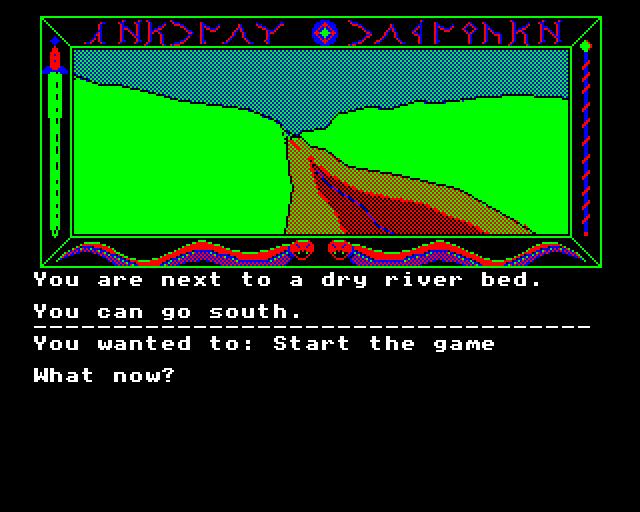 You are next to a dry river bed.
You can go south.
You wanted to: Start the game
What now?